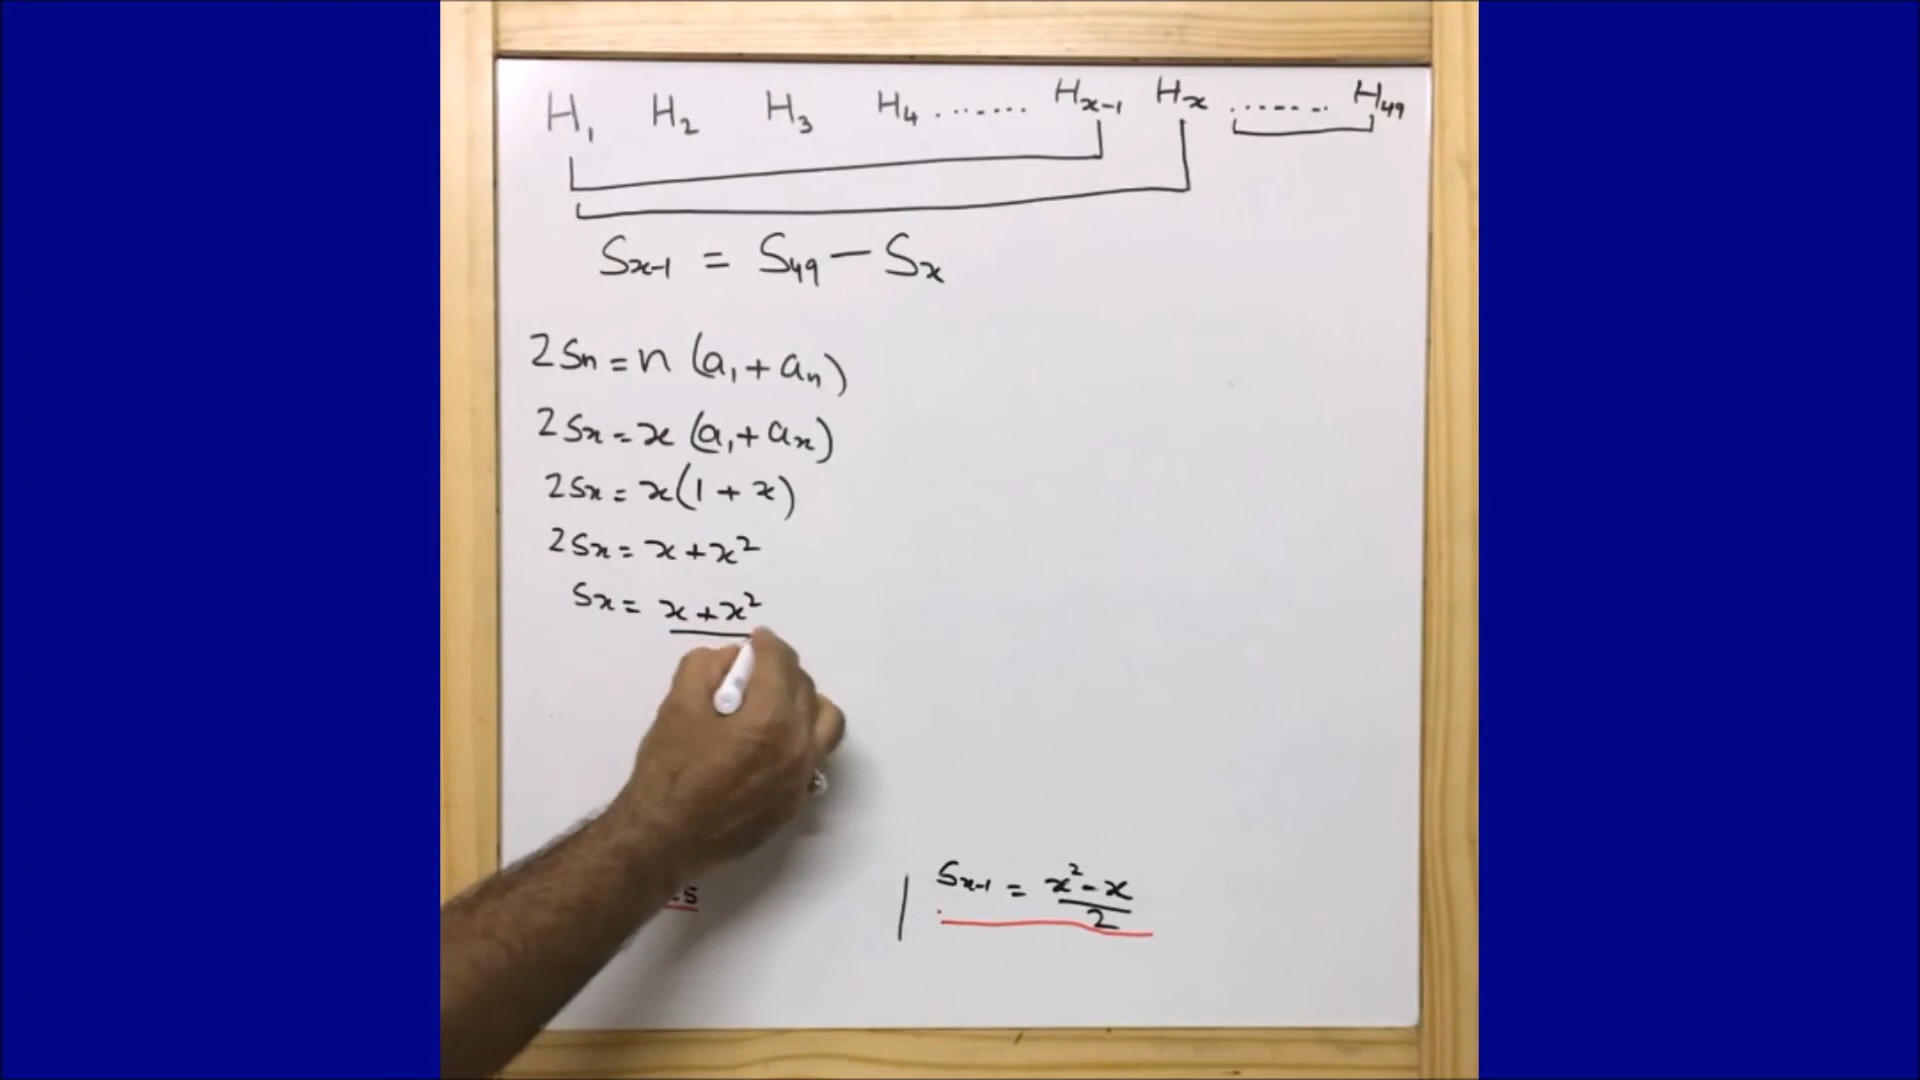 H₁ H₂ H₃ H₄ ........ Hₓ₋₁ Hₓ ....... H₄₉
Sₓ₋₁ = S₄₉ − Sₓ
2Sₙ = n (a₁ + aₙ)
2Sₓ = x (a₁ + aₓ)
2Sₓ = x(1 + x)
2Sₓ = x + x²
Sₓ = x + x²
Sₓ₋₁ = x² - x
2